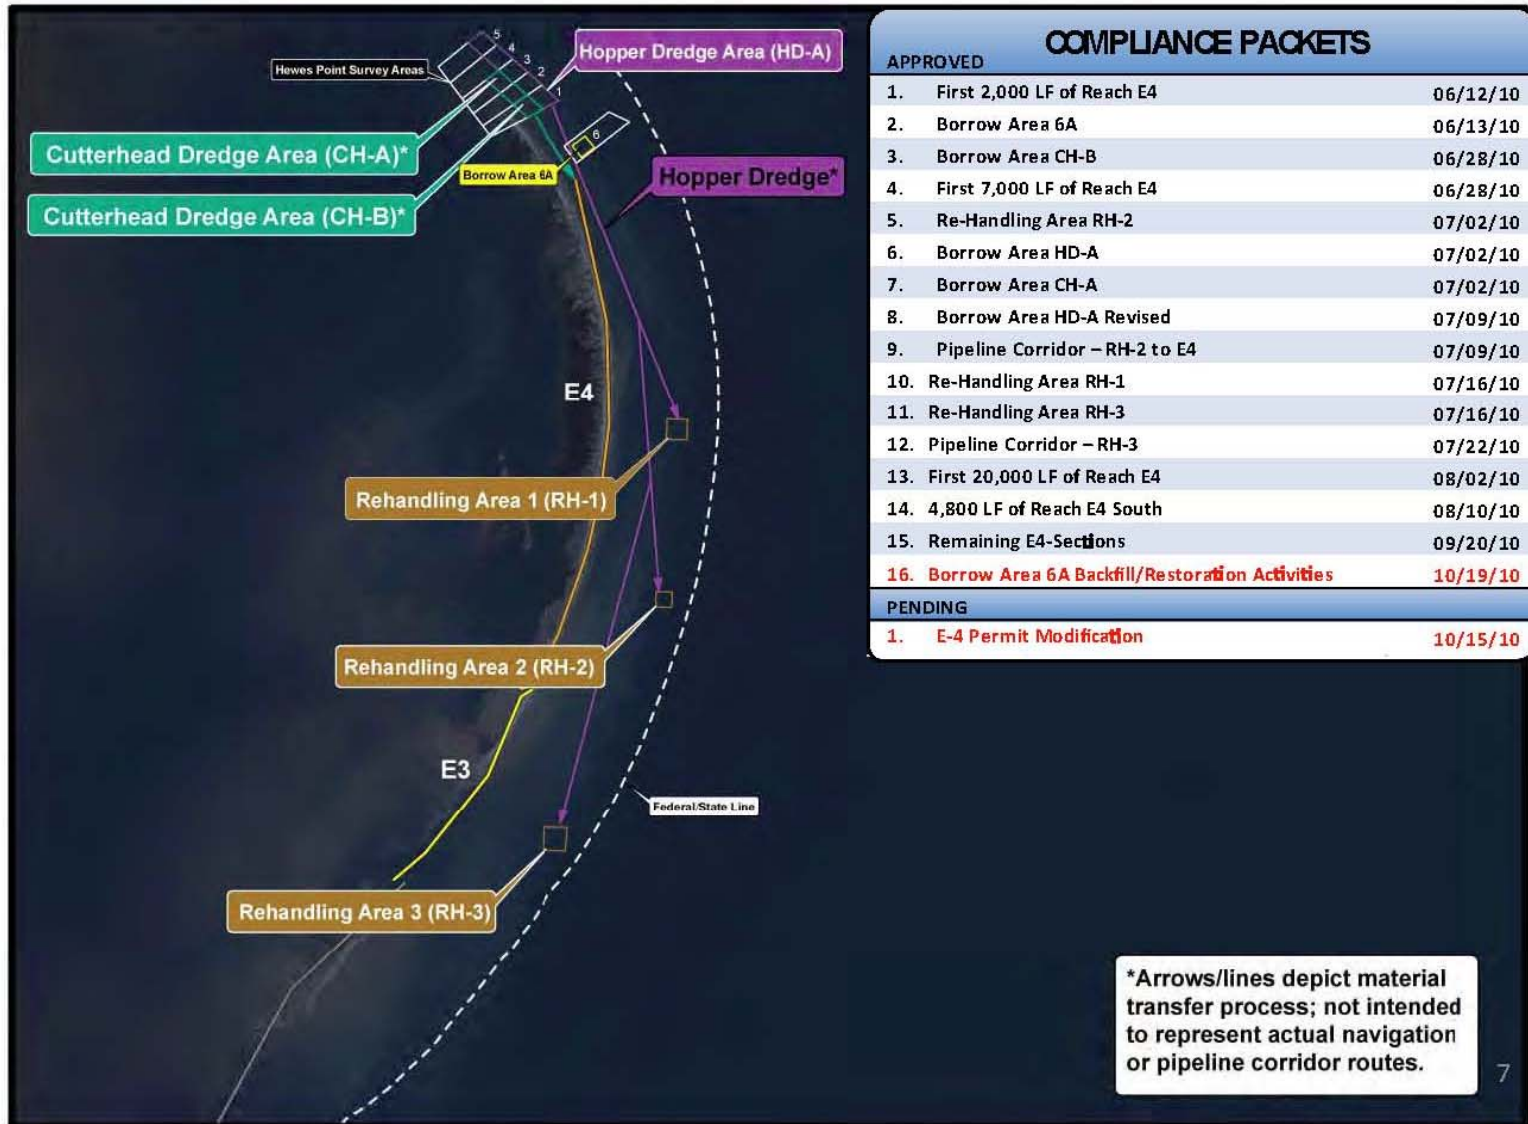 5
4
3
2
1
6
Hopper Dredge Area (HD-A)
Hewes Point Survey Areas
Cutterhead Dredge Area (CH-A)*
Borrow Area 6A
Hopper Dredge*
Cutterhead Dredge Area (CH-B)*
E4
Rehandling Area 1 (RH-1)
Rehandling Area 2 (RH-2)
E3
Federal/State Line
Rehandling Area 3 (RH-3)
COMPLIANCE PACKETS
APPROVED
1. First 2,000 LF of Reach E4 06/12/10
2. Borrow Area 6A 06/13/10
3. Borrow Area CH-B 06/28/10
4. First 7,000 LF of Reach E4 06/28/10
5. Re-Handling Area RH-2 07/02/10
6. Borrow Area HD-A 07/02/10
7. Borrow Area CH-A 07/02/10
8. Borrow Area HD-A Revised 07/09/10
9. Pipeline Corridor – RH-2 to E4 07/09/10
10. Re-Handling Area RH-1 07/16/10
11. Re-Handling Area RH-3 07/16/10
12. Pipeline Corridor – RH-3 07/22/10
13. First 20,000 LF of Reach E4 08/02/10
14. 4,800 LF of Reach E4 South 08/10/10
15. Remaining E4-Sections 09/20/10
16. Borrow Area 6A Backfill/Restoration Activities 10/19/10
PENDING
1. E-4 Permit Modification 10/15/10
*Arrows/lines depict material
transfer process; not intended
to represent actual navigation
or pipeline corridor routes.
7